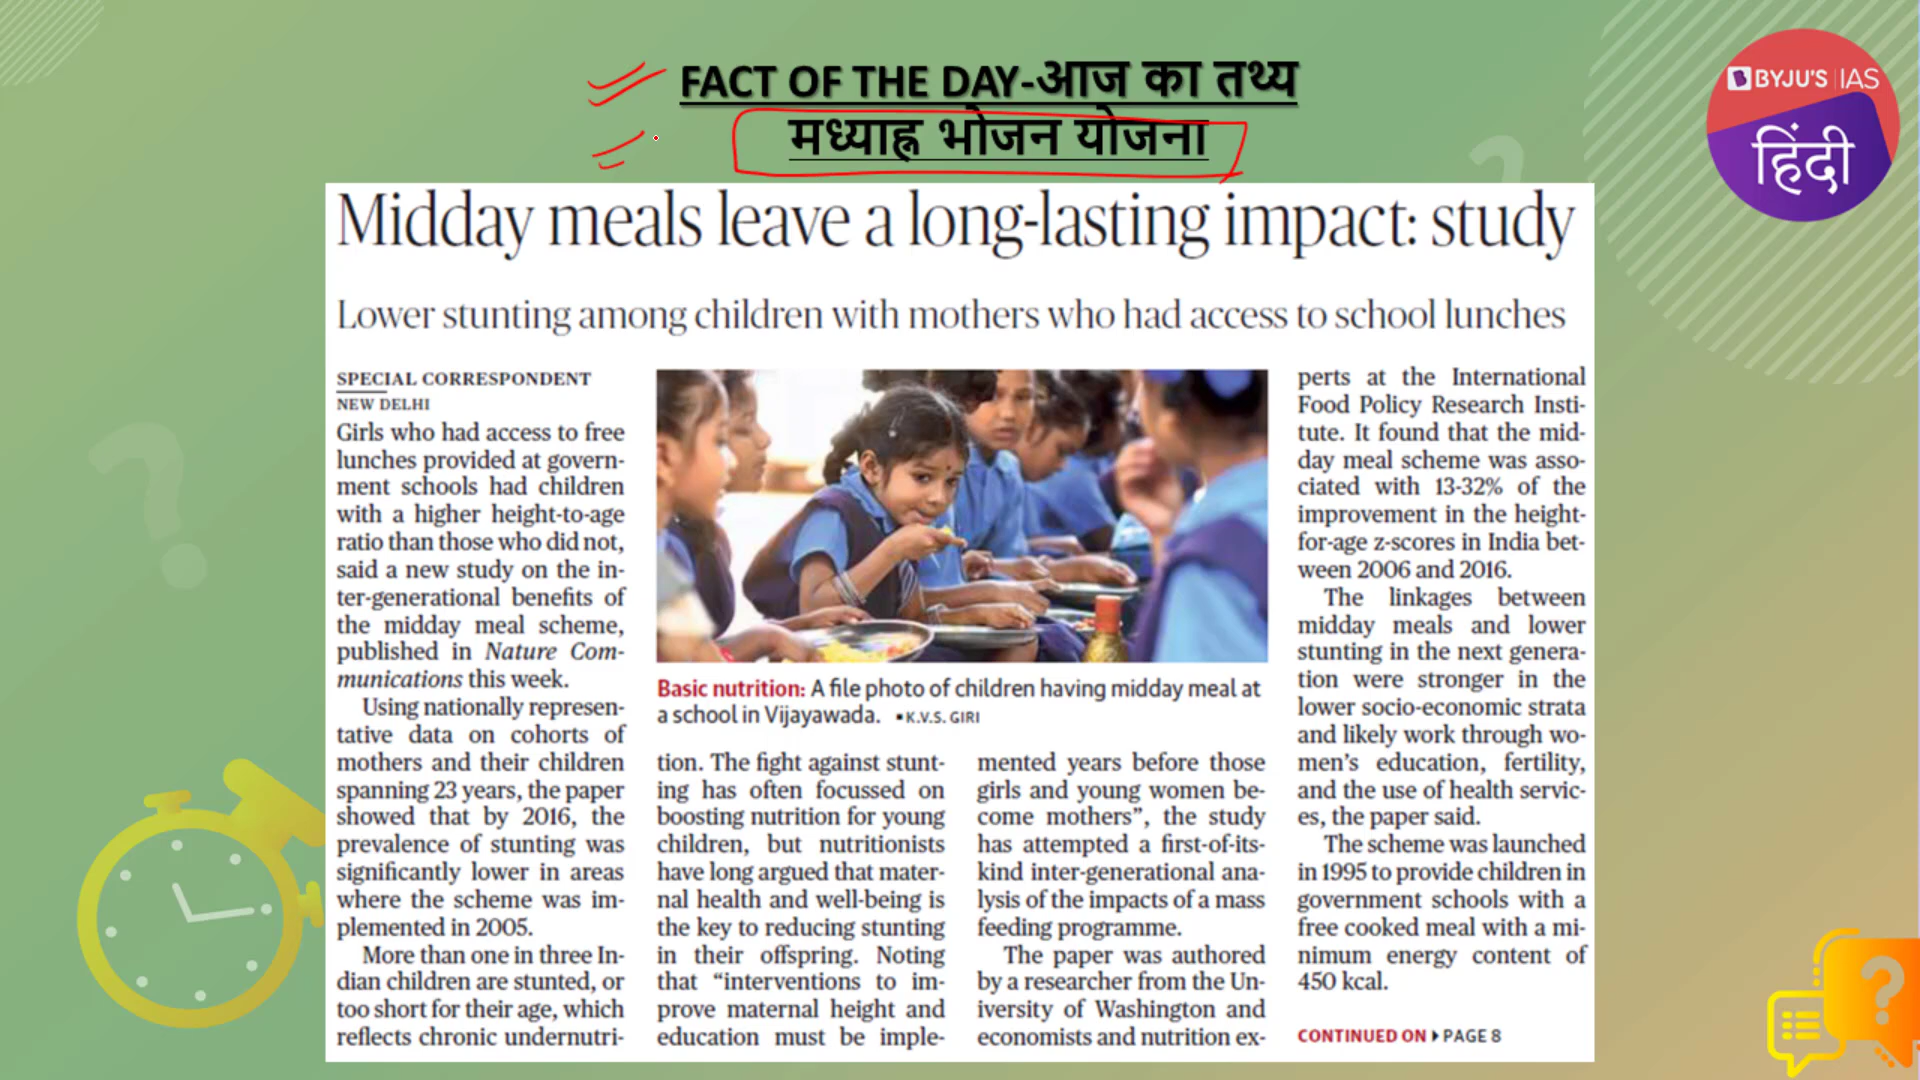 FACT OF THE DAY-आज का तथ्य
मध्याह्न भोजन योजना
BYJU'S IAS
हिंदी
Midday meals leave a long-lasting impact: study
Lower stunting among children with mothers who had access to school lunches
SPECIAL CORRESPONDENT
NEW DELHI
Girls who had access to free
lunches provided at govern-
ment schools had children
with a higher height-to-age
ratio than those who did not,
said a new study on the in-
ter-generational benefits of
the midday meal scheme,
published in Nature Com-
munications this week.
Using nationally represen-
tative data on cohorts of
mothers and their children
spanning 23 years, the paper
showed that by 2016, the
prevalence of stunting was
significantly lower in areas
where the scheme was im-
plemented in 2005.
More than one in three In-
dian children are stunted, or
too short for their age, which
reflects chronic undernutri-
Basic nutrition: A file photo of children having midday meal at
a school in Vijayawada. ▪K.V.S. GIRI
tion. The fight against stunt-
ing has often focussed on
boosting nutrition for young
children, but nutritionists
have long argued that mater-
nal health and well-being is
the key to reducing stunting
in their offspring. Noting
that “interventions to im-
prove maternal height and
education must be imple-
mented years before those
girls and young women be-
come mothers”, the study
has attempted a first-of-its-
kind inter-generational ana-
lysis of the impacts of a mass
feeding programme.
The paper was authored
by a researcher from the Un-
iversity of Washington and
economists and nutrition ex-
perts at the International
Food Policy Research Insti-
tute. It found that the mid-
day meal scheme was asso-
ciated with 13-32% of the
improvement in the height-
for-age z-scores in India bet-
ween 2006 and 2016.
The linkages between
midday meals and lower
stunting in the next genera-
tion were stronger in the
lower socio-economic strata
and likely work through wo-
men’s education, fertility,
and the use of health servic-
es, the paper said.
The scheme was launched
in 1995 to provide children in
government schools with a
free cooked meal with a mi-
nimum energy content of
450 kcal.
CONTINUED ON ▸ PAGE 8